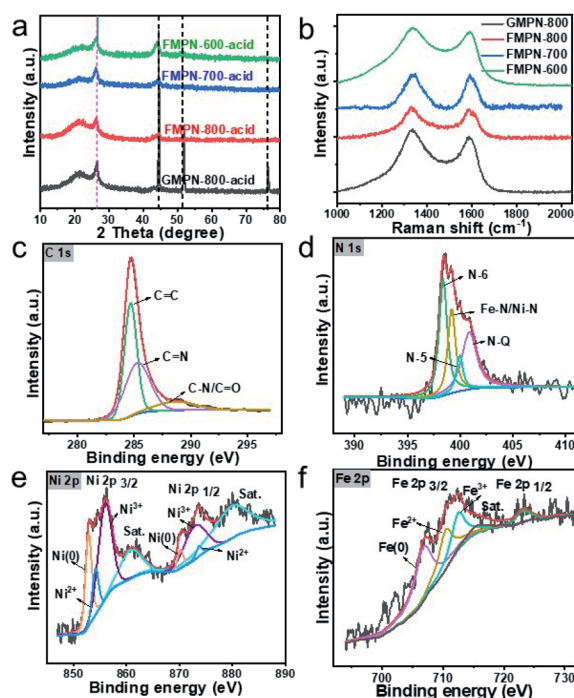 a
FMPN-600-acid
FMPN-700-acid
FMPN-800-acid
GMPN-800-acid
Intensity (a.u.)
10 20 30 40 50 60 70 80
2 Theta (degree)
b
GMPN-800
FMPN-800
FMPN-700
FMPN-600
Intensity (a.u.)
1000 1200 1400 1600 1800 2000
Raman shift (cm-1)
c
C 1s
C=C
C=N
C-N/C=O
Intensity (a.u.)
280 285 290 295
Binding energy (eV)
d
N 1s
N-6
Fe-N/Ni-N
N-Q
N-5
Intensity (a.u.)
390 395 400 405 410
Binding energy (eV)
e
Ni 2p
Ni 2p 3/2
Ni 2p 1/2
Ni3+
Ni3+
Sat.
Sat.
Ni(0)
Ni(0)
Ni2+
Ni2+
Intensity (a.u.)
850 860 870 880 890
Binding energy (eV)
f
Fe 2p
Fe 2p 3/2
Fe 2p 1/2
Fe3+
Sat.
Fe2+
Fe(0)
Intensity (a.u.)
700 710 720 730
Binding energy (eV)